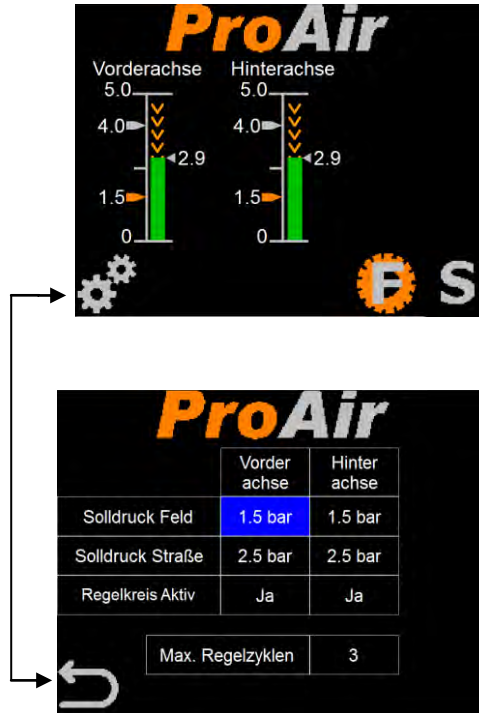 ProAir
Vorderachse Hinterachse
5.0 5.0
4.0 4.0
2.9 2.9
1.5 1.5
0 0
F S
ProAir
Vorder
achse
Hinter
achse
Solldruck Feld 1.5 bar 1.5 bar
Solldruck Straße 2.5 bar 2.5 bar
Regelkreis Aktiv Ja Ja
Max. Regelzyklen 3